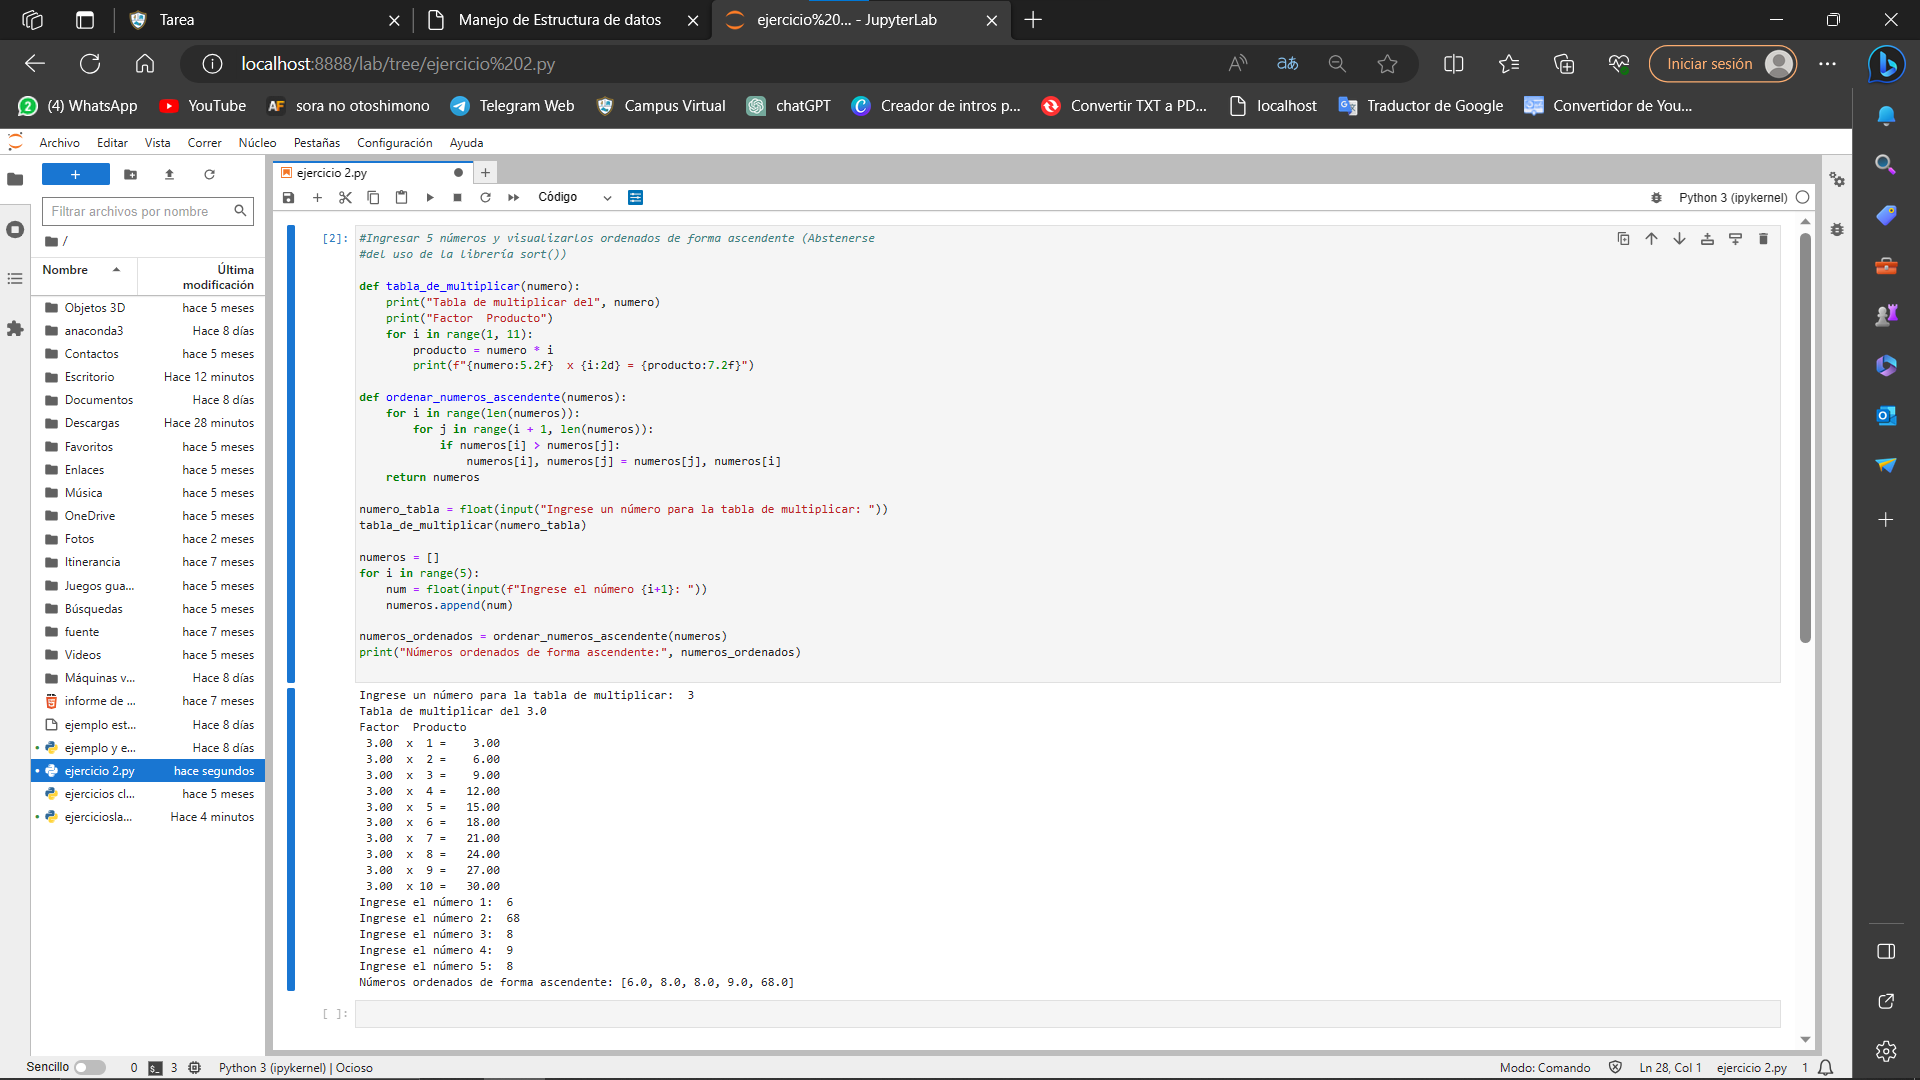 Tarea
Manejo de Estructura de datos
ejercicio%20... - JupyterLab
localhost:8888/lab/tree/ejercicio%202.py
Iniciar sesión
(4) WhatsApp
YouTube
AF sora no otoshimono
Telegram Web
Campus Virtual
chatGPT
Creador de intros p...
Convertir TXT a PD...
localhost
Traductor de Google
Convertidor de You...
Archivo Editar Vista Correr Núcleo Pestañas Configuración Ayuda
Filtrar archivos por nombre
/
Nombre Última modificación
Objetos 3D hace 5 meses
anaconda3 Hace 8 días
Contactos hace 5 meses
Escritorio Hace 12 minutos
Documentos Hace 8 días
Descargas Hace 28 minutos
Favoritos hace 5 meses
Enlaces hace 5 meses
Música hace 5 meses
OneDrive hace 5 meses
Fotos hace 2 meses
Itinerancia hace 7 meses
Juegos gua... hace 5 meses
Búsquedas hace 5 meses
fuente hace 7 meses
Videos hace 5 meses
Máquinas v... Hace 8 días
informe de ... hace 7 meses
ejemplo est... Hace 8 días
ejemplo y e... Hace 8 días
ejercicio 2.py hace segundos
ejercicios cl... hace 5 meses
ejerciciosla... Hace 4 minutos
ejercicio 2.py
Código
Python 3 (ipykernel)
[2]:
#Ingresar 5 números y visualizarlos ordenados de forma ascendente (Abstenerse
#del uso de la librería sort())
def tabla_de_multiplicar(numero):
    print("Tabla de multiplicar del", numero)
    print("Factor  Producto")
    for i in range(1, 11):
        producto = numero * i
        print(f"{numero:5.2f}  x {i:2d} = {producto:7.2f}")
def ordenar_numeros_ascendente(numeros):
    for i in range(len(numeros)):
        for j in range(i + 1, len(numeros)):
            if numeros[i] > numeros[j]:
                numeros[i], numeros[j] = numeros[j], numeros[i]
    return numeros
numero_tabla = float(input("Ingrese un número para la tabla de multiplicar: "))
tabla_de_multiplicar(numero_tabla)
numeros = []
for i in range(5):
    num = float(input(f"Ingrese el número {i+1}: "))
    numeros.append(num)
numeros_ordenados = ordenar_numeros_ascendente(numeros)
print("Números ordenados de forma ascendente:", numeros_ordenados)
Ingrese un número para la tabla de multiplicar:  3
Tabla de multiplicar del 3.0
Factor  Producto
 3.00  x  1 =    3.00
 3.00  x  2 =    6.00
 3.00  x  3 =    9.00
 3.00  x  4 =   12.00
 3.00  x  5 =   15.00
 3.00  x  6 =   18.00
 3.00  x  7 =   21.00
 3.00  x  8 =   24.00
 3.00  x  9 =   27.00
 3.00  x 10 =   30.00
Ingrese el número 1:  6
Ingrese el número 2:  68
Ingrese el número 3:  8
Ingrese el número 4:  9
Ingrese el número 5:  8
Números ordenados de forma ascendente: [6.0, 8.0, 8.0, 9.0, 68.0]
[ ]:
Sencillo 0 3 Python 3 (ipykernel) | Ocioso
Modo: Comando Ln 28, Col 1 ejercicio 2.py 1